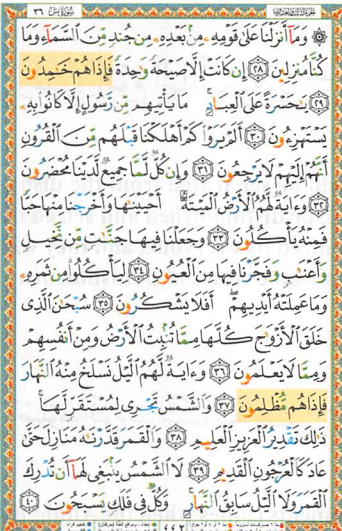 سورة يس ٣٦
۞ وَمَآ أَنزَلۡنَا عَلَىٰ قَوۡمِهِۦ مِنۢ بَعۡدِهِۦ مِن جُندٖ مِّنَ ٱلسَّمَآءِ وَمَا
كُنَّا مُنزِلِينَ ٢٨ إِن كَانَتۡ إِلَّا صَيۡحَةٗ وَٰحِدَةٗ فَإِذَا هُمۡ خَٰمِدُونَ
٢٩ يَٰحَسۡرَةً عَلَى ٱلۡعِبَادِۚ مَا يَأۡتِيهِم مِّن رَّسُولٍ إِلَّا كَانُواْ بِهِۦ
يَسۡتَهۡزِءُونَ ٣٠ أَلَمۡ يَرَوۡاْ كَمۡ أَهۡلَكۡنَا قَبۡلَهُم مِّنَ ٱلۡقُرُونِ
أَنَّهُمۡ إِلَيۡهِمۡ لَا يَرۡجِعُونَ ٣١ وَإِن كُلّٞ لَّمَّا جَمِيعٞ لَّدَيۡنَا مُحۡضَرُونَ
٣٢ وَءَايَةٞ لَّهُمُ ٱلۡأَرۡضُ ٱلۡمَيۡتَةُ أَحۡيَيۡنَٰهَا وَأَخۡرَجۡنَا مِنۡهَا حَبّٗا
فَمِنۡهُ يَأۡكُلُونَ ٣٣ وَجَعَلۡنَا فِيهَا جَنَّٰتٖ مِّن نَّخِيلٖ
وَأَعۡنَٰبٖ وَفَجَّرۡنَا فِيهَا مِنَ ٱلۡعُيُونِ ٣٤ لِيَأۡكُلُواْ مِن ثَمَرِهِۦ
وَمَا عَمِلَتۡهُ أَيۡدِيهِمۡۚ أَفَلَا يَشۡكُرُونَ ٣٥ سُبۡحَٰنَ ٱلَّذِي
خَلَقَ ٱلۡأَزۡوَٰجَ كُلَّهَا مِمَّا تُنۢبِتُ ٱلۡأَرۡضُ وَمِنۡ أَنفُسِهِمۡ
وَمِمَّا لَا يَعۡلَمُونَ ٣٦ وَءَايَةٞ لَّهُمُ ٱلَّيۡلُ نَسۡلَخُ مِنۡهُ ٱلنَّهَارَ
فَإِذَا هُم مُّظۡلِمُونَ ٣٧ وَٱلشَّمۡسُ تَجۡرِي لِمُسۡتَقَرّٖ لَّهَاۚ
ذَٰلِكَ تَقۡدِيرُ ٱلۡعَزِيزِ ٱلۡعَلِيمِ ٣٨ وَٱلۡقَمَرَ قَدَّرۡنَٰهُ مَنَازِلَ حَتَّىٰ
عَادَ كَٱلۡعُرۡجُونِ ٱلۡقَدِيمِ ٣٩ لَا ٱلشَّمۡسُ يَنۢبَغِي لَهَآ أَن تُدۡرِكَ
ٱلۡقَمَرَ وَلَا ٱلَّيۡلُ سَابِقُ ٱلنَّهَارِۚ وَكُلّٞ فِي فَلَكٖ يَسۡبَحُونَ ٤٠
٤٤٢